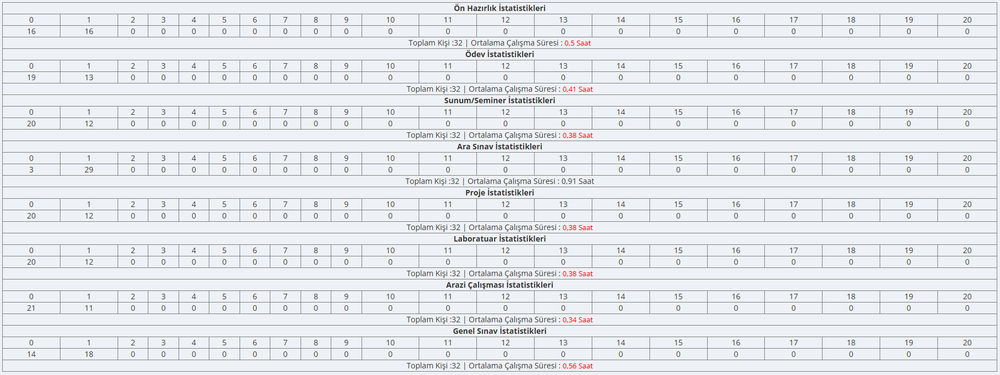 Ön Hazırlık İstatistikleri
0 1 2 3 4 5 6 7 8 9 10 11 12 13 14 15 16 17 18 19 20
16 16 0 0 0 0 0 0 0 0 0 0 0 0 0 0 0 0 0 0 0
Toplam Kişi :32 | Ortalama Çalışma Süresi : 0,5 Saat
Ödev İstatistikleri
0 1 2 3 4 5 6 7 8 9 10 11 12 13 14 15 16 17 18 19 20
19 13 0 0 0 0 0 0 0 0 0 0 0 0 0 0 0 0 0 0 0
Toplam Kişi :32 | Ortalama Çalışma Süresi : 0,41 Saat
Sunum/Seminer İstatistikleri
0 1 2 3 4 5 6 7 8 9 10 11 12 13 14 15 16 17 18 19 20
20 12 0 0 0 0 0 0 0 0 0 0 0 0 0 0 0 0 0 0 0
Toplam Kişi :32 | Ortalama Çalışma Süresi : 0,38 Saat
Ara Sınav İstatistikleri
0 1 2 3 4 5 6 7 8 9 10 11 12 13 14 15 16 17 18 19 20
3 29 0 0 0 0 0 0 0 0 0 0 0 0 0 0 0 0 0 0 0
Toplam Kişi :32 | Ortalama Çalışma Süresi : 0,91 Saat
Proje İstatistikleri
0 1 2 3 4 5 6 7 8 9 10 11 12 13 14 15 16 17 18 19 20
20 12 0 0 0 0 0 0 0 0 0 0 0 0 0 0 0 0 0 0 0
Toplam Kişi :32 | Ortalama Çalışma Süresi : 0,38 Saat
Laboratuar İstatistikleri
0 1 2 3 4 5 6 7 8 9 10 11 12 13 14 15 16 17 18 19 20
20 12 0 0 0 0 0 0 0 0 0 0 0 0 0 0 0 0 0 0 0
Toplam Kişi :32 | Ortalama Çalışma Süresi : 0,38 Saat
Arazi Çalışması İstatistikleri
0 1 2 3 4 5 6 7 8 9 10 11 12 13 14 15 16 17 18 19 20
21 11 0 0 0 0 0 0 0 0 0 0 0 0 0 0 0 0 0 0 0
Toplam Kişi :32 | Ortalama Çalışma Süresi : 0,34 Saat
Genel Sınav İstatistikleri
0 1 2 3 4 5 6 7 8 9 10 11 12 13 14 15 16 17 18 19 20
14 18 0 0 0 0 0 0 0 0 0 0 0 0 0 0 0 0 0 0 0
Toplam Kişi :32 | Ortalama Çalışma Süresi : 0,56 Saat